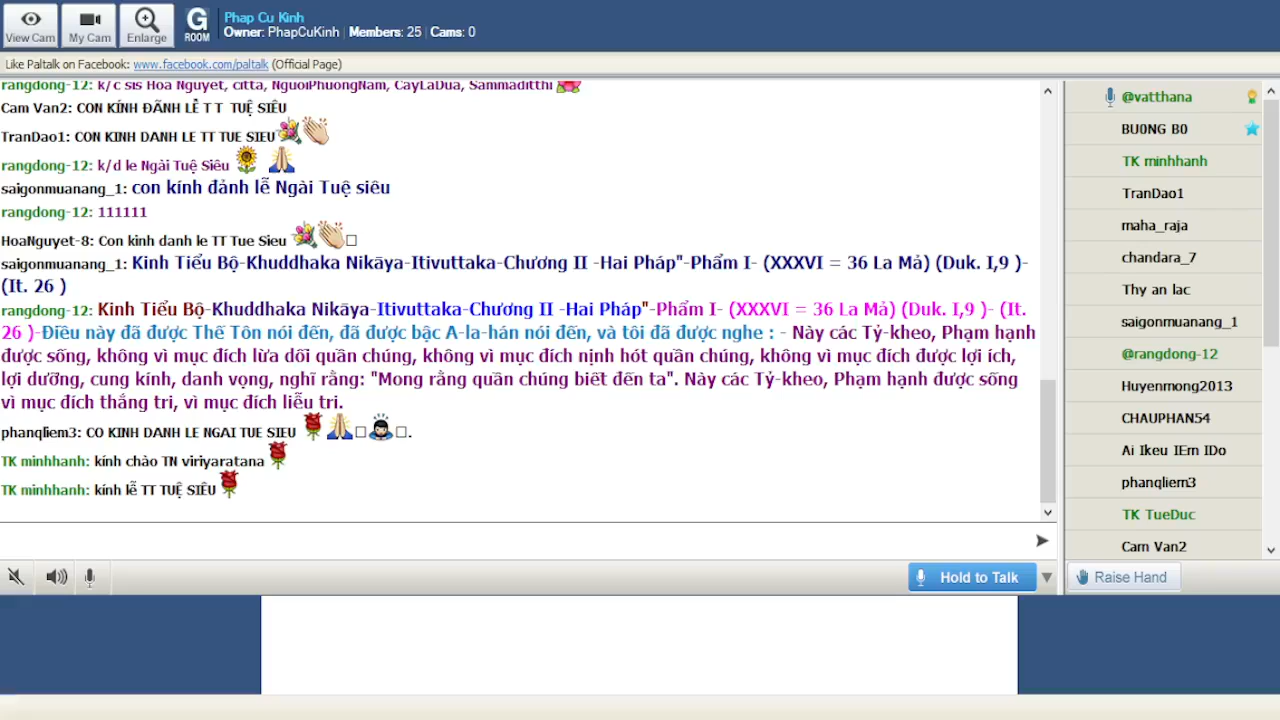 View Cam
My Cam
Enlarge
G
ROOM
Phap Cu Kinh
Owner: PhapCuKinh | Members: 25 | Cams: 0
Like Paltalk on Facebook: www.facebook.com/paltalk (Official Page)
rangdong-12: k/c sis Hoa Nguyet, citta, NguoiPhuongNam, CayLaDua, Sammaditthi
Cam Van2: CON KÍNH ĐÃNH LỄ T T TUỆ SIÊU
TranDao1: CON KINH DANH LE TT TUE SIEU
rangdong-12: k/d le Ngài Tuệ Siêu
saigonmuanang_1: con kính đảnh lễ Ngài Tuệ siêu
rangdong-12: 111111
HoaNguyet-8: Con kinh danh le TT Tue Sieu
saigonmuanang_1: Kinh Tiểu Bộ-Khuddhaka Nikāya-Itivuttaka-Chương II -Hai Pháp"-Phẩm I- (XXXVI = 36 La Mả) (Duk. I,9 )-
(It. 26 )
rangdong-12: Kinh Tiểu Bộ-Khuddhaka Nikāya-Itivuttaka-Chương II -Hai Pháp"-Phẩm I- (XXXVI = 36 La Mả) (Duk. I,9 )- (It.
26 )-Điều này đã được Thế Tôn nói đến, đã được bậc A-la-hán nói đến, và tôi đã được nghe : - Này các Tỷ-kheo, Phạm hạnh
được sống, không vì mục đích lừa dối quần chúng, không vì mục đích nịnh hót quần chúng, không vì mục đích được lợi ích,
lợi dưỡng, cung kính, danh vọng, nghĩ rằng: "Mong rằng quần chúng biết đến ta". Này các Tỷ-kheo, Phạm hạnh được sống
vì mục đích thắng tri, vì mục đích liễu tri.
phanqliem3: CO KINH DANH LE NGAI TUE SIEU .
TK minhhanh: kính chào TN viriyaratana
TK minhhanh: kính lễ TT TUỆ SIÊU
Hold to Talk
@vatthana
BU0NG B0
TK minhhanh
TranDao1
maha_raja
chandara_7
Thy an lac
saigonmuanang_1
@rangdong-12
Huyenmong2013
CHAUPHAN54
Ai Ikeu IEm IDo
phanqliem3
TK TueDuc
Cam Van2
Raise Hand